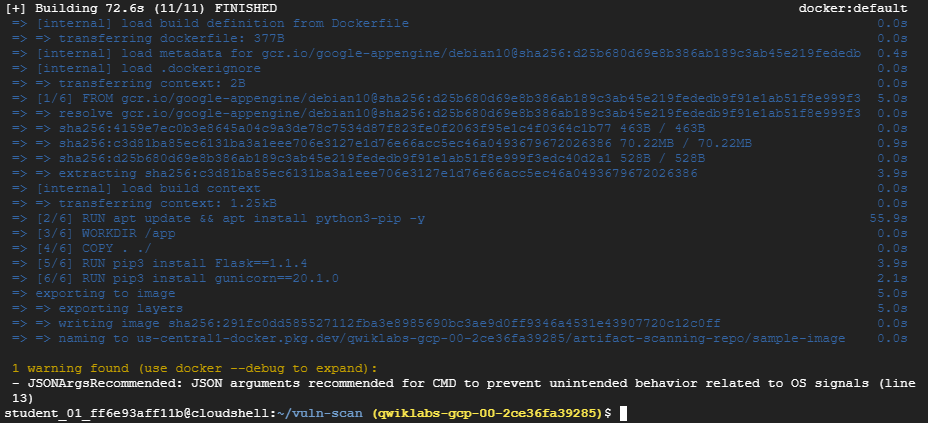 [+] Building 72.6s (11/11) FINISHED docker:default
=> [internal] load build definition from Dockerfile 0.0s
=> => transferring dockerfile: 377B 0.0s
=> [internal] load metadata for gcr.io/google-appengine/debian10@sha256:d25b680d69e8b386ab189c3ab45e219fededb 0.4s
=> [internal] load .dockerignore 0.0s
=> => transferring context: 2B 0.0s
=> [1/6] FROM gcr.io/google-appengine/debian10@sha256:d25b680d69e8b386ab189c3ab45e219fededb9f91e1ab51f8e999f3 5.0s
=> => resolve gcr.io/google-appengine/debian10@sha256:d25b680d69e8b386ab189c3ab45e219fededb9f91e1ab51f8e999f3 0.0s
=> => sha256:4159e7ec0b3e8645a04c9a3de78c7534d87f823fe0f2063f95e1c4f0364c1b77 463B / 463B 0.0s
=> => sha256:c3d81ba85ec6131ba3a1eee706e3127e1d76e66acc5ec46a0493679672026386 70.22MB / 70.22MB 0.9s
=> => sha256:d25b680d69e8b386ab189c3ab45e219fededb9f91e1ab51f8e999f3edc40d2a1 528B / 528B 0.0s
=> => extracting sha256:c3d81ba85ec6131ba3a1eee706e3127e1d76e66acc5ec46a0493679672026386 3.9s
=> [internal] load build context 0.0s
=> => transferring context: 1.25kB 0.0s
=> [2/6] RUN apt update && apt install python3-pip -y 55.9s
=> [3/6] WORKDIR /app 0.0s
=> [4/6] COPY . ./ 0.0s
=> [5/6] RUN pip3 install Flask==1.1.4 3.9s
=> [6/6] RUN pip3 install gunicorn==20.1.0 2.1s
=> exporting to image 5.0s
=> => exporting layers 5.0s
=> => writing image sha256:291fc0dd585527112fba3e8985690bc3ae9d0ff9346a4531e43907720c12c0ff 0.0s
=> => naming to us-central1-docker.pkg.dev/qwiklabs-gcp-00-2ce36fa39285/artifact-scanning-repo/sample-image 0.0s
1 warning found (use docker --debug to expand):
- JSONArgsRecommended: JSON arguments recommended for CMD to prevent unintended behavior related to OS signals (line
13)
student_01_ff6e93aff11b@cloudshell:~/vuln-scan (qwiklabs-gcp-00-2ce36fa39285)$